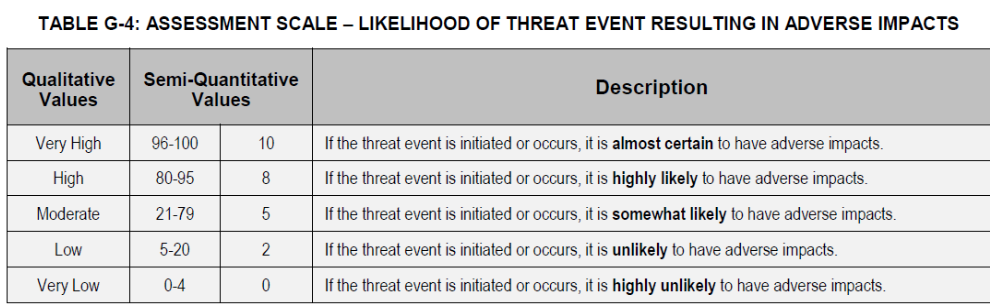 TABLE G-4: ASSESSMENT SCALE – LIKELIHOOD OF THREAT EVENT RESULTING IN ADVERSE IMPACTS
Qualitative Values Semi-Quantitative Values Description
Very High 96-100 10 If the threat event is initiated or occurs, it is almost certain to have adverse impacts.
High 80-95 8 If the threat event is initiated or occurs, it is highly likely to have adverse impacts.
Moderate 21-79 5 If the threat event is initiated or occurs, it is somewhat likely to have adverse impacts.
Low 5-20 2 If the threat event is initiated or occurs, it is unlikely to have adverse impacts.
Very Low 0-4 0 If the threat event is initiated or occurs, it is highly unlikely to have adverse impacts.